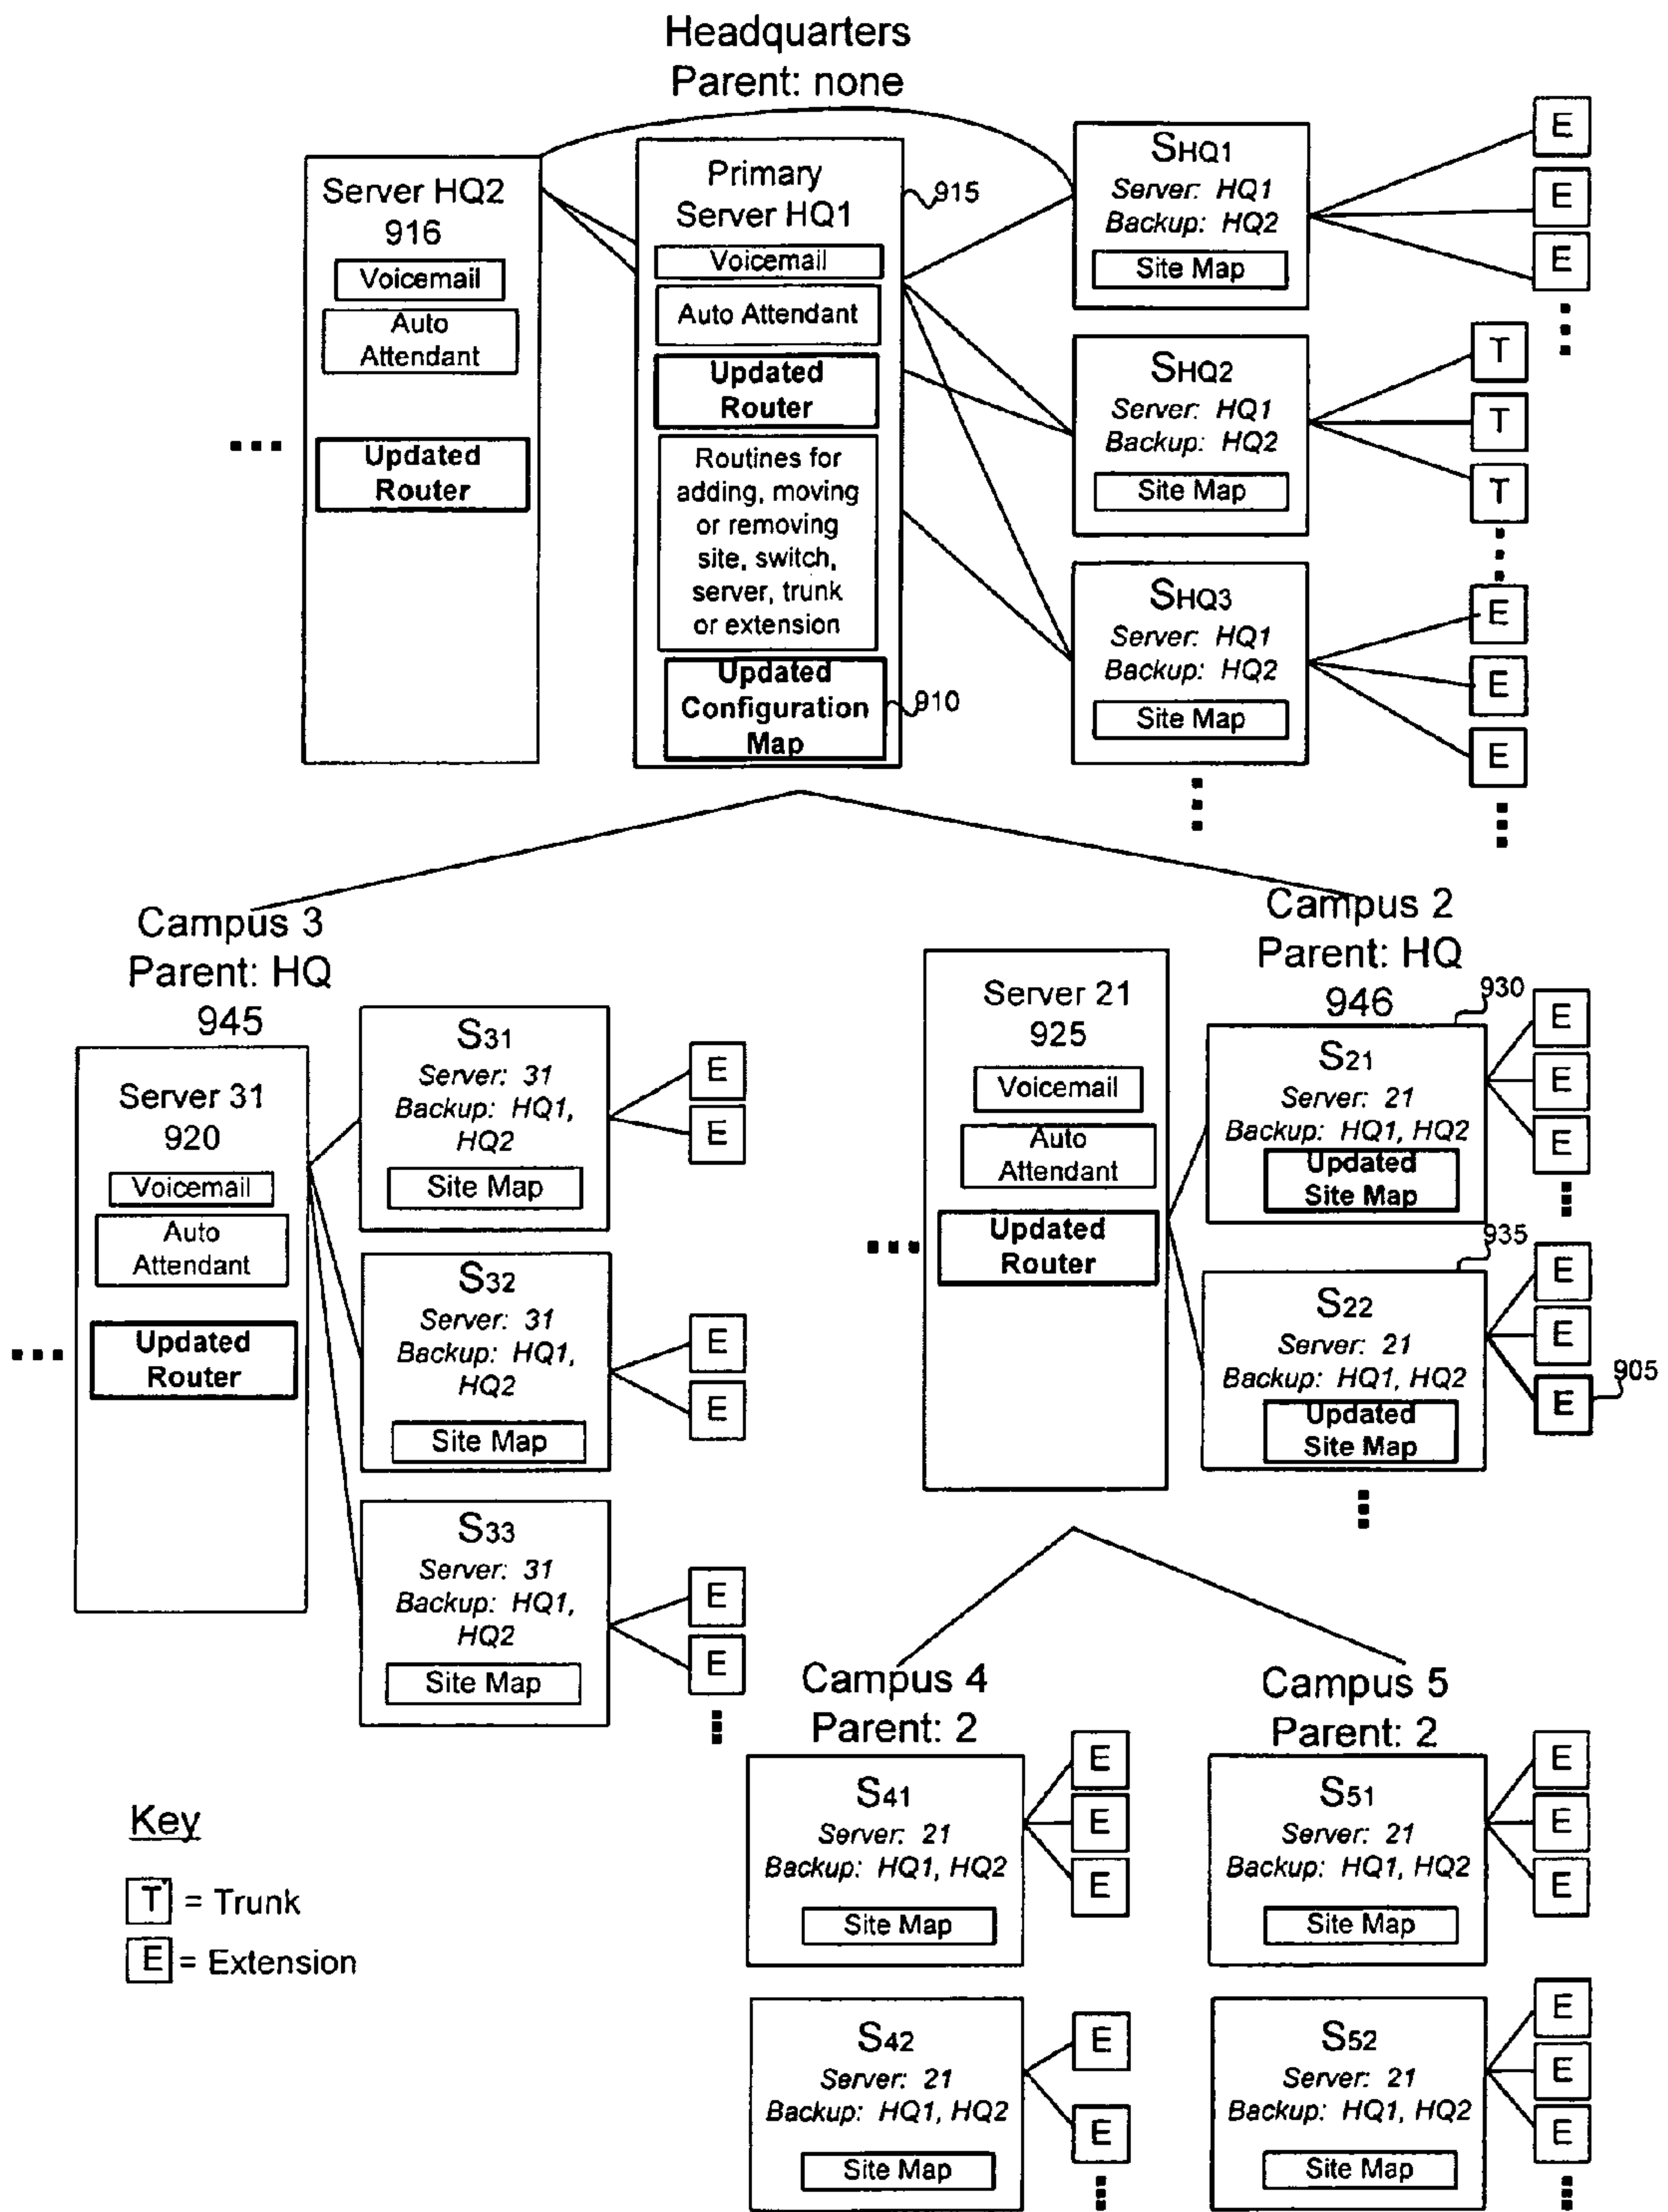 Headquarters
Parent: none
Server HQ2
916
Voicemail
Auto
Attendant
Updated
Router
Primary
Server HQ1
915
Voicemail
Auto Attendant
Updated
Router
Routines for
adding, moving
or removing
site, switch,
server, trunk
or extension
Updated
Configuration
Map
910
SHQ1
Server: HQ1
Backup: HQ2
Site Map
E
E
E
SHQ2
Server: HQ1
Backup: HQ2
Site Map
T
T
T
SHQ3
Server: HQ1
Backup: HQ2
Site Map
E
E
E
Campus 3
Parent: HQ
945
Server 31
920
Voicemail
Auto
Attendant
Updated
Router
S31
Server: 31
Backup: HQ1,
HQ2
Site Map
E
E
S32
Server: 31
Backup: HQ1,
HQ2
Site Map
E
E
S33
Server: 31
Backup: HQ1,
HQ2
Site Map
E
E
Campus 2
Parent: HQ
946
Server 21
925
Voicemail
Auto
Attendant
Updated
Router
930
S21
Server: 21
Backup: HQ1, HQ2
Updated
Site Map
E
E
E
935
S22
Server: 21
Backup: HQ1, HQ2
Updated
Site Map
E
E
E
905
Campus 4
Parent: 2
S41
Server: 21
Backup: HQ1, HQ2
Site Map
E
E
E
S42
Server: 21
Backup: HQ1, HQ2
Site Map
E
E
Campus 5
Parent: 2
S51
Server: 21
Backup: HQ1, HQ2
Site Map
E
E
E
S52
Server: 21
Backup: HQ1, HQ2
Site Map
E
E
E
Key
T = Trunk
E = Extension